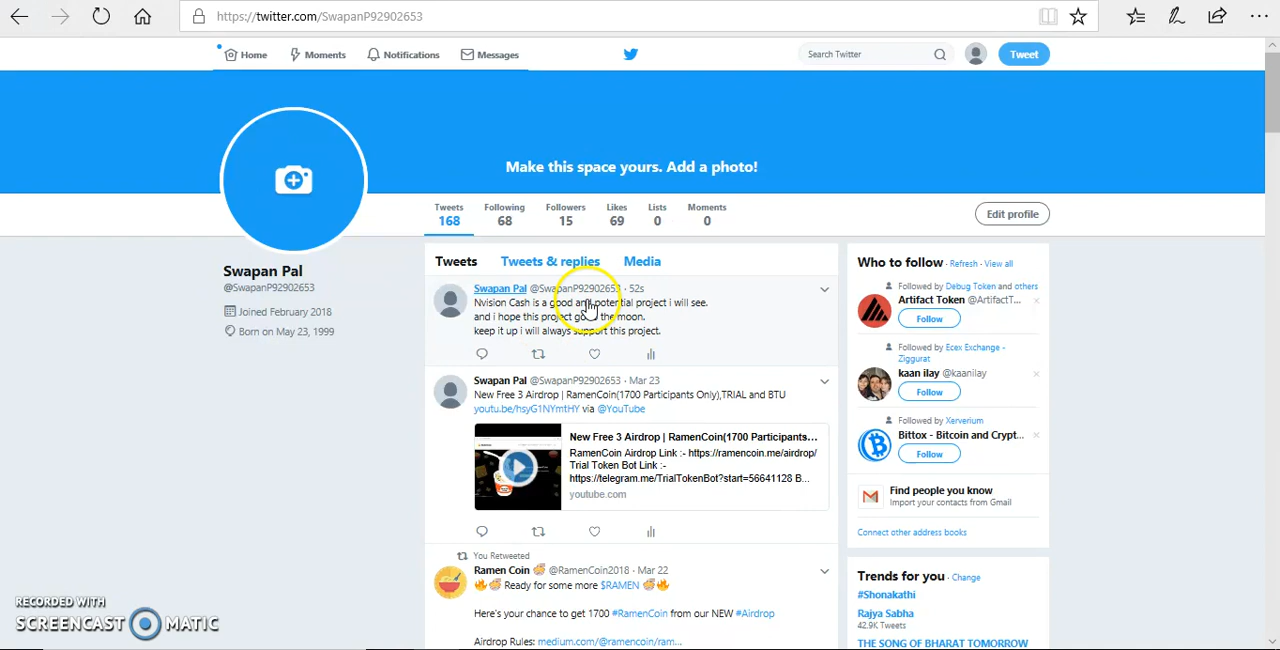 https://twitter.com/SwapanP92902653
Home Moments Notifications Messages Search Twitter Tweet
Make this space yours. Add a photo!
Tweets Following Followers Likes Lists Moments
168 68 15 69 0 0
Edit profile
Swapan Pal
@SwapanP92902653
Joined February 2018
Born on May 23, 1999
Tweets Tweets & replies Media
Swapan Pal @SwapanP92902653 · 52s
Nvision Cash is a good and potential project i will see.
and i hope this project go the moon.
keep it up i will always support this project.
Swapan Pal @SwapanP92902653 · Mar 23
New Free 3 Airdrop | RamenCoin(1700 Participants Only),TRIAL and BTU
youtu.be/hsyG1NYmtHY via @YouTube
New Free 3 Airdrop | RamenCoin(1700 Participants...
RamenCoin Airdrop Link :- https://ramencoin.me/airdrop/
Trial Token Bot Link :-
https://telegram.me/TrialTokenBot?start=56641128 B...
youtube.com
You Retweeted
Ramen Coin @RamenCoin2018 · Mar 22
Ready for some more $RAMEN
Here's your chance to get 1700 #RamenCoin from our NEW #Airdrop
Airdrop Rules: medium.com/@ramencoin/ram...
Who to follow · Refresh · View all
Followed by Debug Token and others
Artifact Token @ArtifactT...
Follow
Followed by Ecex Exchange -
Ziggurat
kaan ilay @kaanilay
Follow
Followed by Xerverium
Bittox - Bitcoin and Crypt...
Follow
Find people you know
Import your contacts from Gmail
Connect other address books
Trends for you · Change
#Shonakathi
Rajya Sabha
42.9K Tweets
THE SONG OF BHARAT TOMORROW
RECORDED WITH
SCREENCAST MATIC